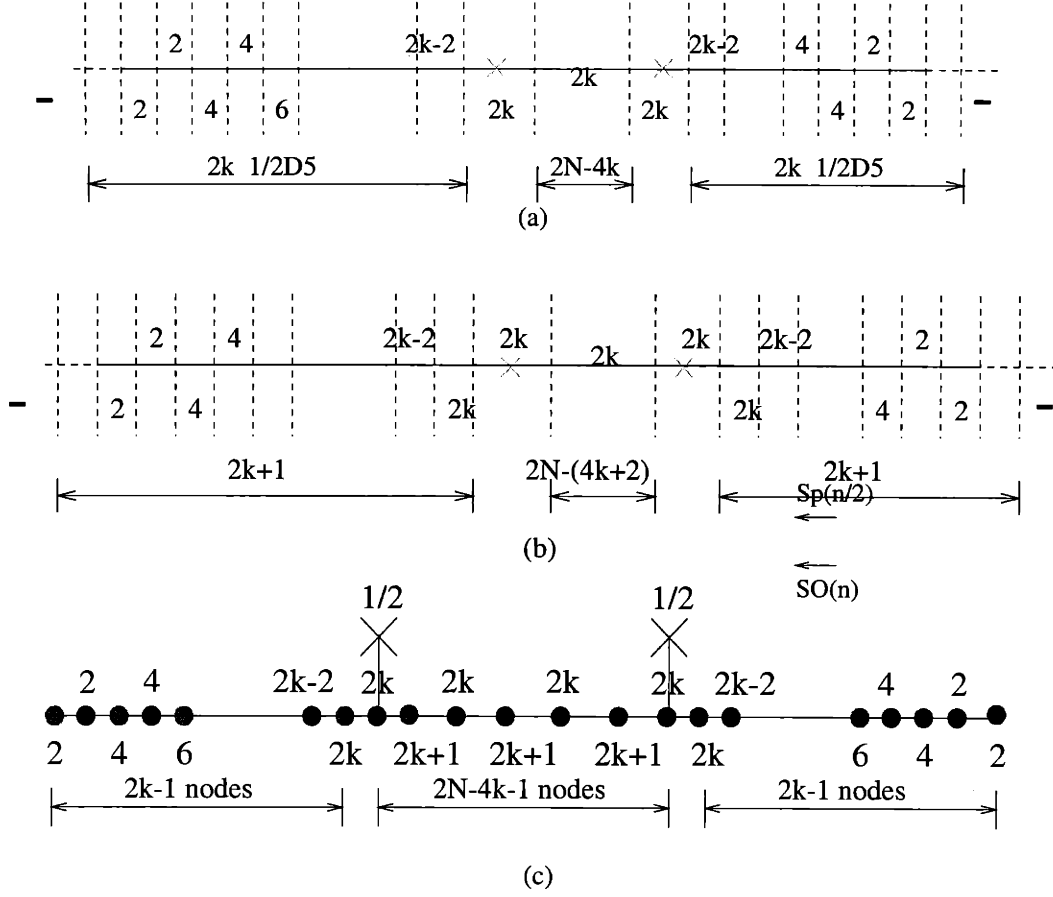 2 4 2k-2 2k-2 4 2
2k
- 2 4 6 2k 2k 4 2 -
2k 1/2D5 2N-4k 2k 1/2D5
(a)
2 4 2k-2 2k 2k 2k-2 2
2k
- 2 4 2k 2k 4 2 -
2k+1 2N-(4k+2) 2k+1
Sp(n/2)
(b)
SO(n)
1/2 1/2
2 4 2k-2 2k 2k 2k 2k 2k-2 4 2
2 4 6 2k 2k+1 2k+1 2k+1 2k 6 4 2
2k-1 nodes 2N-4k-1 nodes 2k-1 nodes
(c)